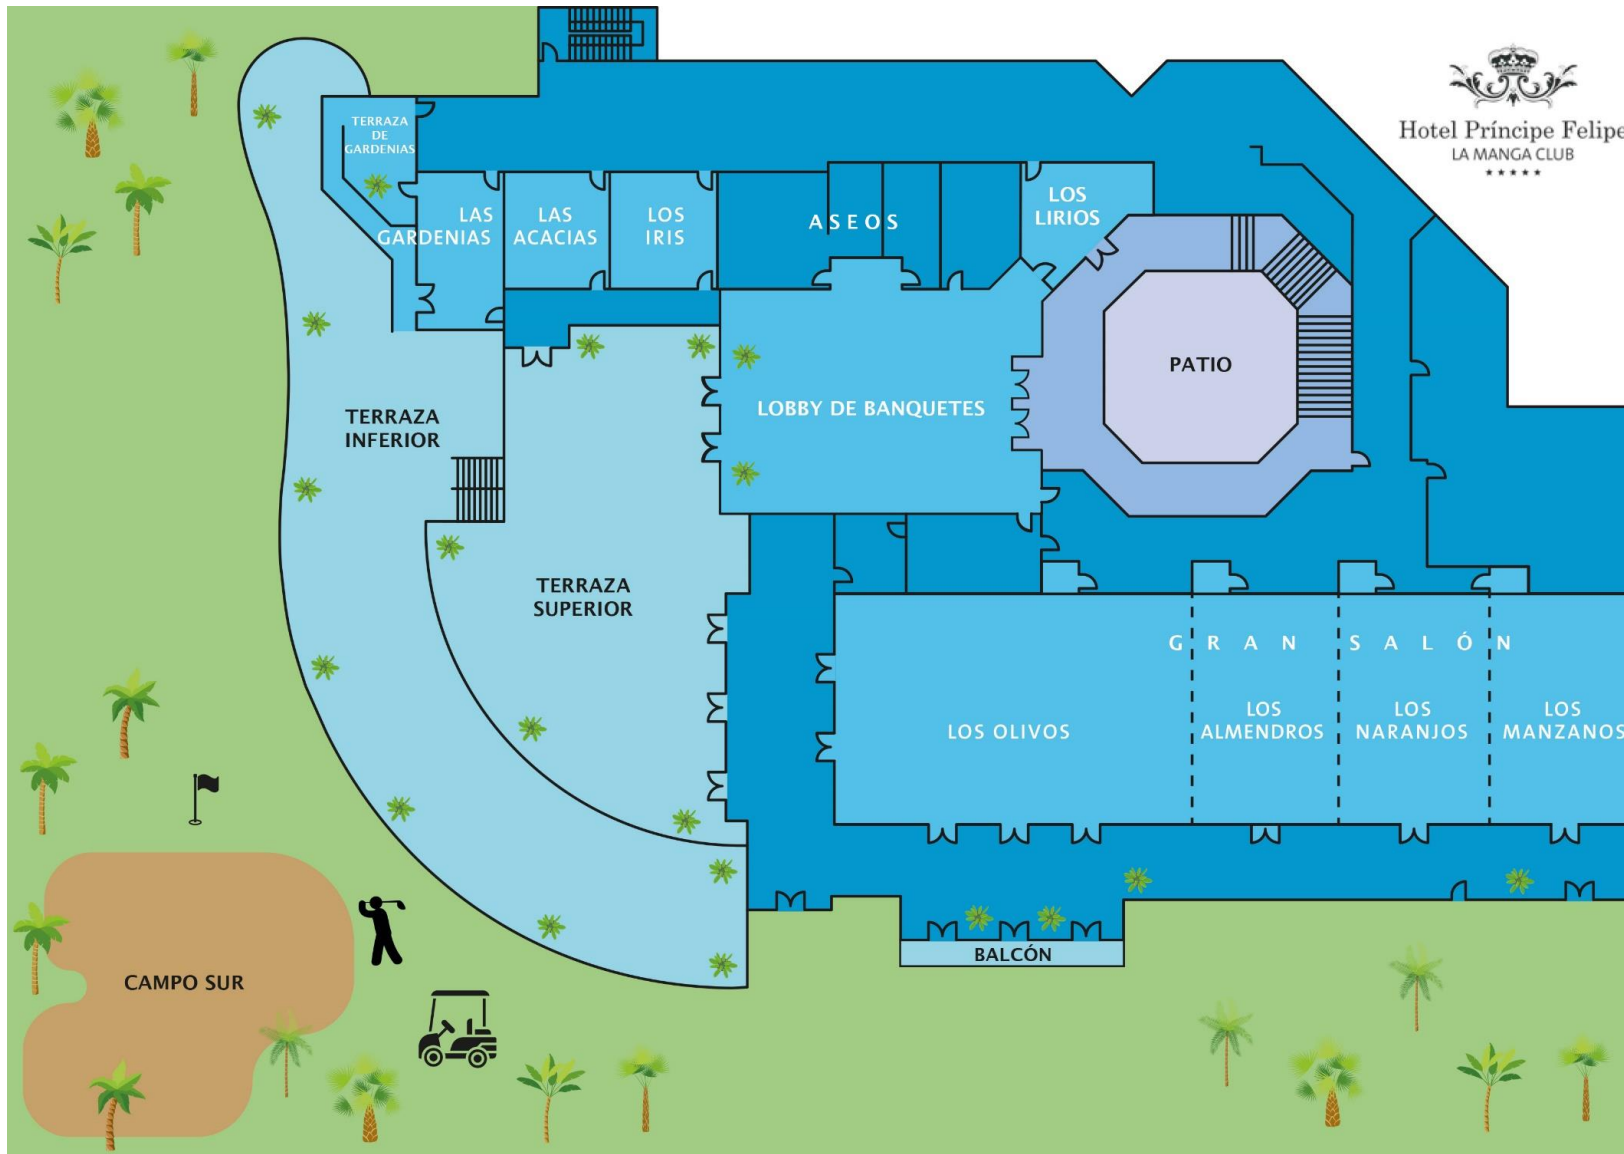 Hotel Príncipe Felipe
LA MANGA CLUB
TERRAZA
DE
GARDENIAS
LAS
GARDENIAS
LAS
ACACIAS
LOS
IRIS
ASEOS
LOS
LIRIOS
PATIO
LOBBY DE BANQUETES
TERRAZA
INFERIOR
TERRAZA
SUPERIOR
GRAN SALÓN
LOS OLIVOS
LOS
ALMENDROS
LOS
NARANJOS
LOS
MANZANOS
BALCÓN
CAMPO SUR